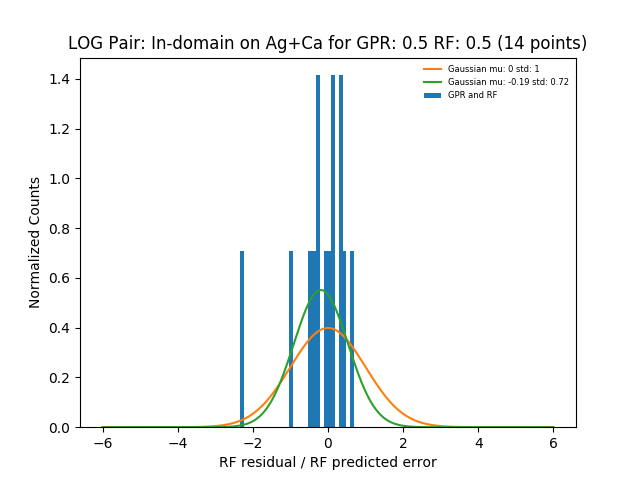 LOG Pair: In-domain on Ag+Ca for GPR: 0.5 RF: 0.5 (14 points)
Gaussian mu: 0 std: 1
Gaussian mu: -0.19 std: 0.72
GPR and RF
Normalized Counts
1.4
1.2
1.0
0.8
0.6
0.4
0.2
0.0
−6
−4
−2
0
2
4
6
RF residual / RF predicted error